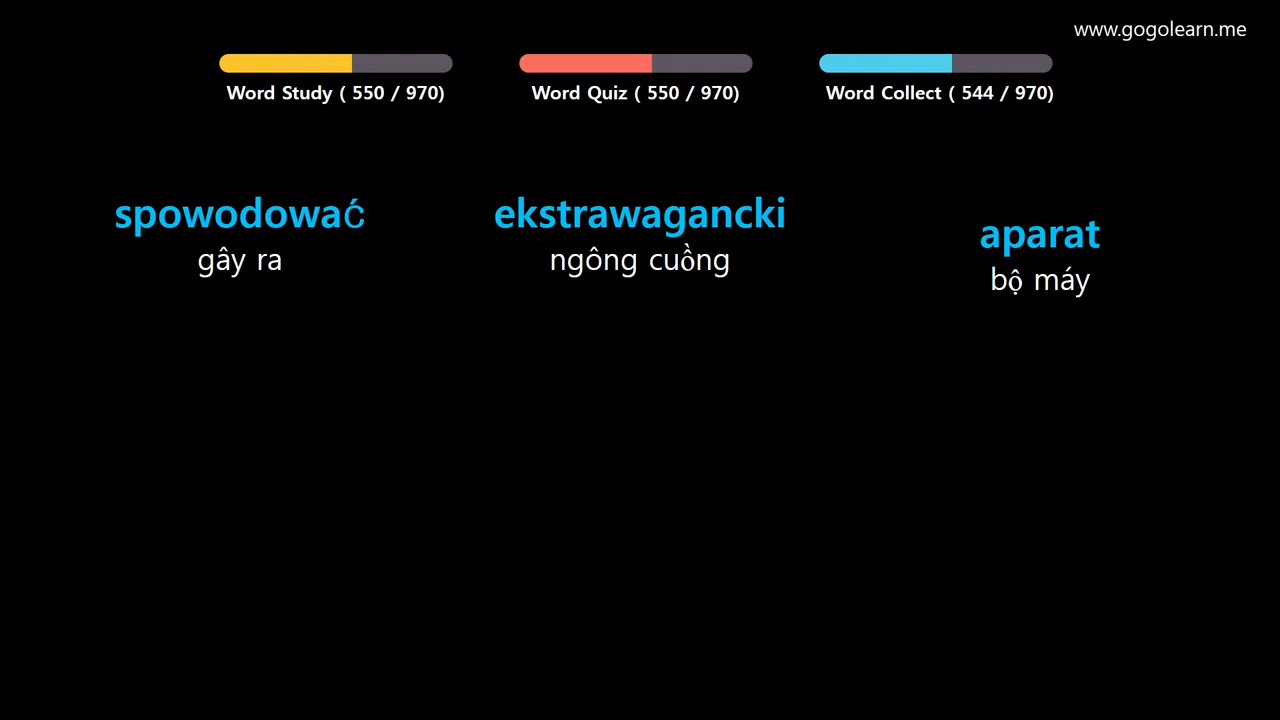 www.gogolearn.me
Word Study ( 550 / 970)
Word Quiz ( 550 / 970)
Word Collect ( 544 / 970)
spowodować
gây ra
ekstrawagancki
ngông cuồng
aparat
bộ máy